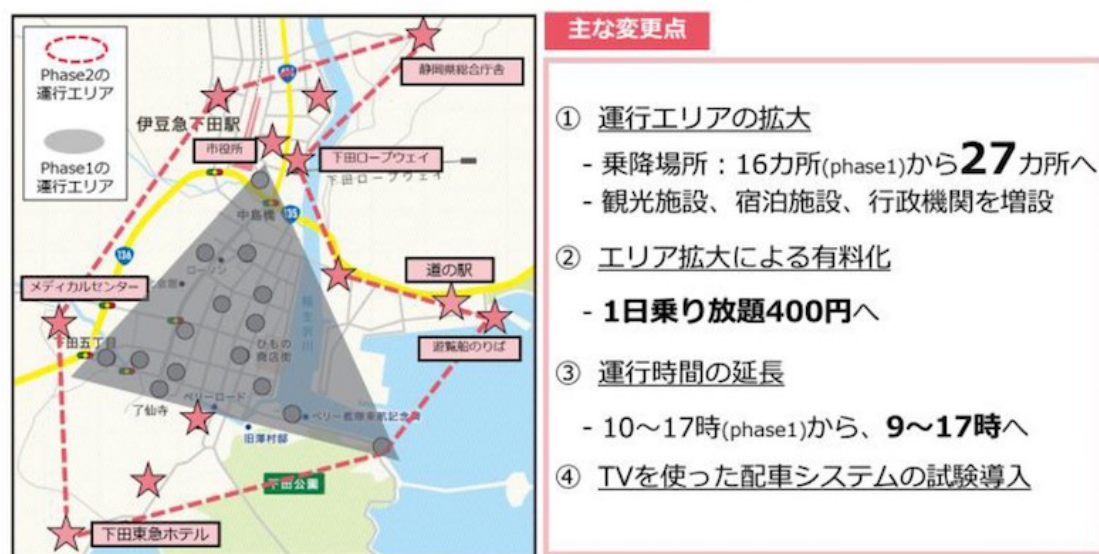 Phase2の
運行エリア
Phase1の
運行エリア
静岡県総合庁舎
伊豆急下田駅
市役所
下田ロープウェイ
下田ロープウェイ
中島橋
135
136
ローソン
道の駅
メディカルセンター
遊覧船のりば
下田五丁目
ひもの
商店街
了仙寺
ペリーロード
ペリー艦隊来航記念碑
旧澤村邸
下田公園
下田東急ホテル
主な変更点
① 運行エリアの拡大
- 乗降場所：16カ所(phase1)から27カ所へ
- 観光施設、宿泊施設、行政機関を増設
② エリア拡大による有料化
- 1日乗り放題400円へ
③ 運行時間の延長
- 10〜17時(phase1)から、9〜17時へ
④ TVを使った配車システムの試験導入